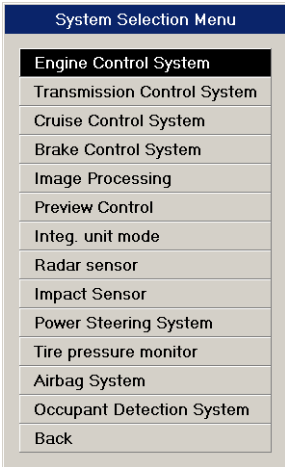 System Selection Menu
Engine Control System
Transmission Control System
Cruise Control System
Brake Control System
Image Processing
Preview Control
Integ. unit mode
Radar sensor
Impact Sensor
Power Steering System
Tire pressure monitor
Airbag System
Occupant Detection System
Back